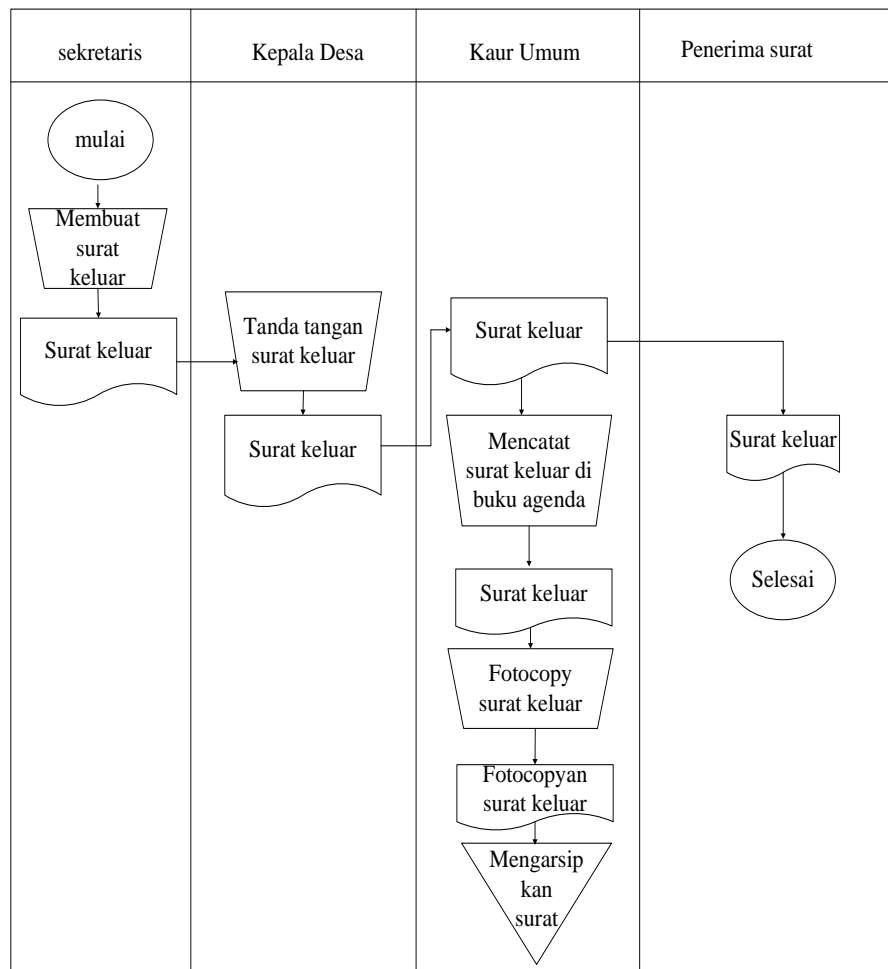 sekretaris
Kepala Desa
Kaur Umum
Penerima surat
mulai
Membuat
surat
keluar
Surat keluar
Tanda tangan
surat keluar
Surat keluar
Surat keluar
Mencatat
surat keluar di
buku agenda
Surat keluar
Fotocopy
surat keluar
Fotocopyan
surat keluar
Mengarsip
kan
surat
Surat keluar
Selesai